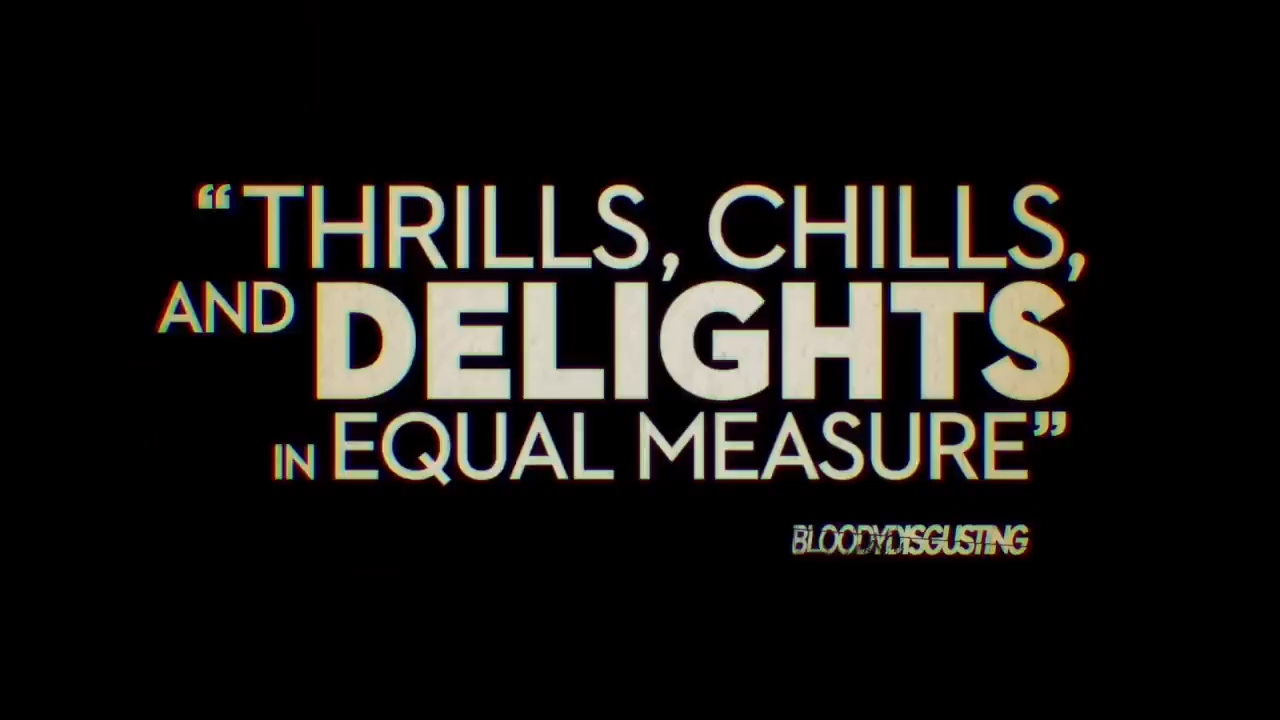 “THRILLS, CHILLS,
AND DELIGHTS
IN EQUAL MEASURE”
BLOODYDISGUSTING